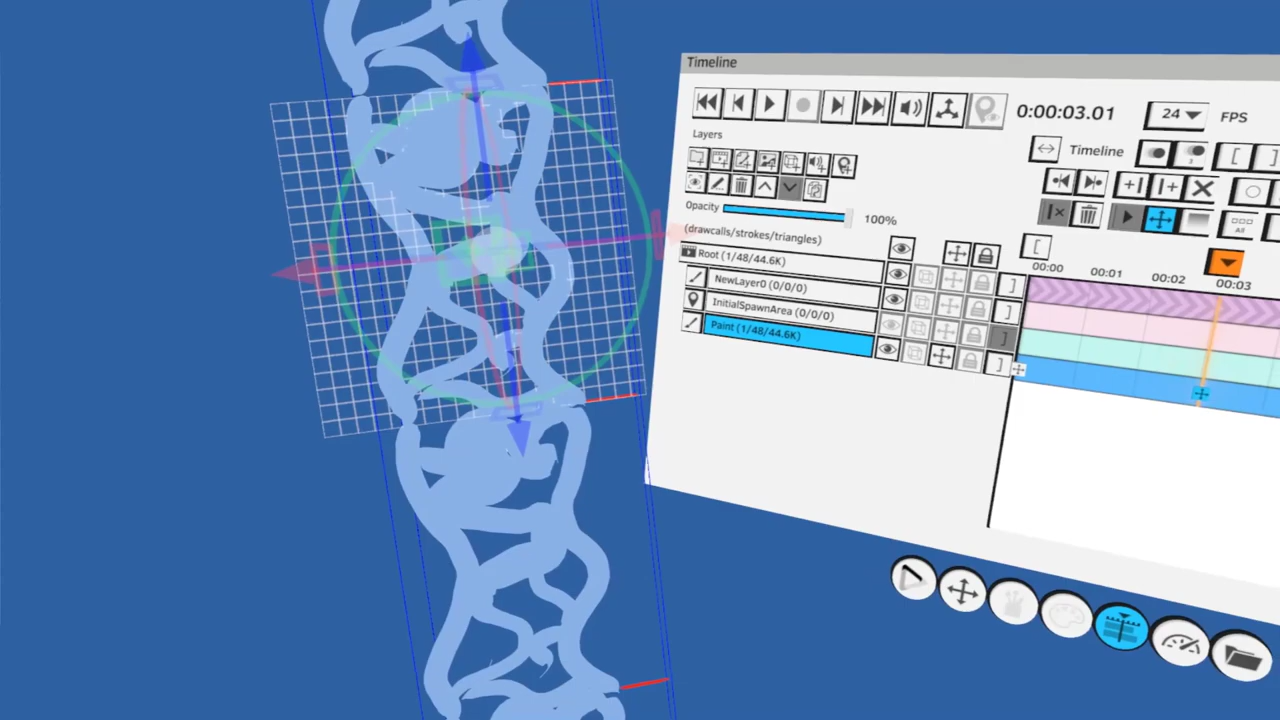 Timeline
0:00:03.01
24
FPS
Layers
Timeline
Opacity
100%
(drawcalls/strokes/triangles)
Root (1/48/44.6K)
NewLayer0 (0/0/0)
InitialSpawnArea (0/0/0)
Paint (1/48/44.6K)
All
00:00
00:01
00:02
00:03